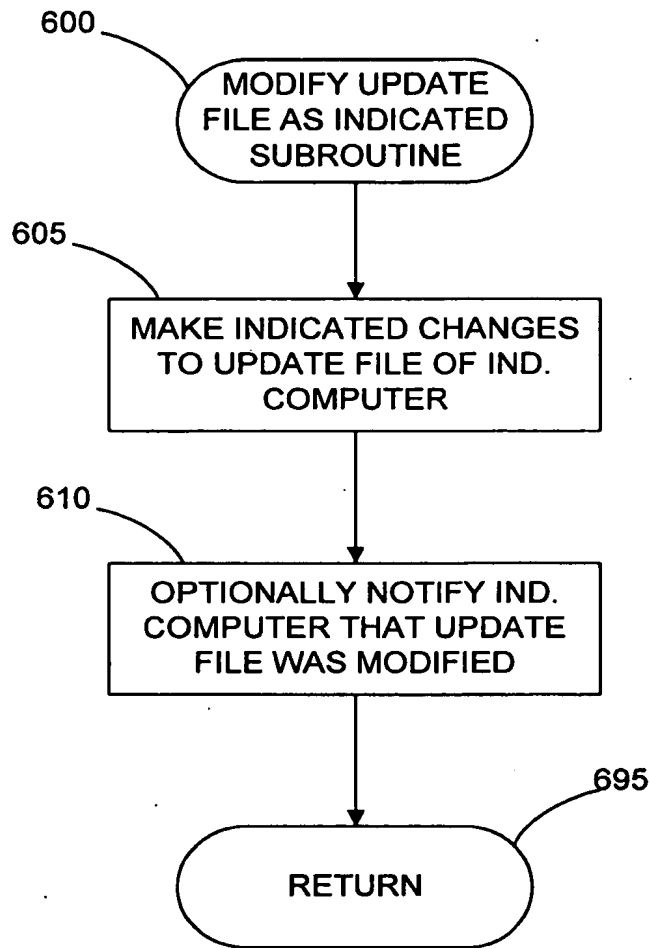 600
MODIFY UPDATE
FILE AS INDICATED
SUBROUTINE
605
MAKE INDICATED CHANGES
TO UPDATE FILE OF IND.
COMPUTER
610
OPTIONALLY NOTIFY IND.
COMPUTER THAT UPDATE
FILE WAS MODIFIED
695
RETURN